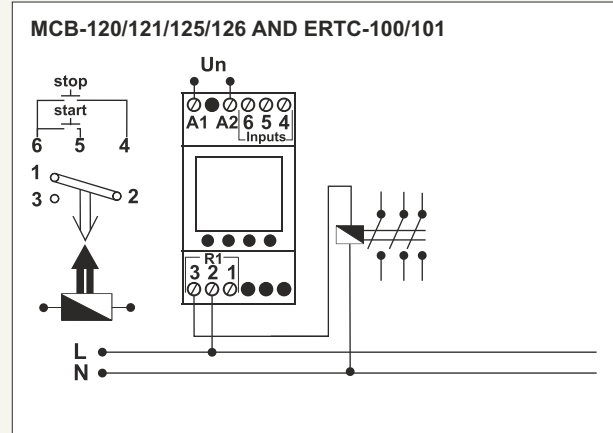 MCB-120/121/125/126 AND ERTC-100/101
Un
stop
start
6 5 4
1
3
2
A1 A2 6 5 4
Inputs
R1
3 2 1
L
N